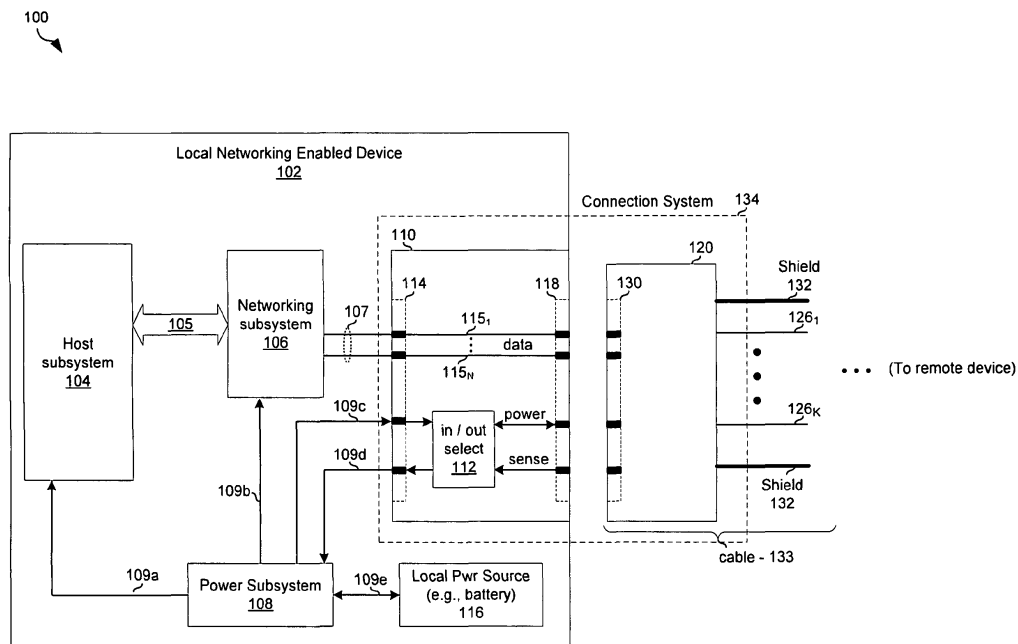 100
Local Networking Enabled Device
102
Connection System
134
110
120
Shield
132
114
118
130
Networking
subsystem
106
107
115₁
126₁
105
data
Host
subsystem
104
115N
(To remote device)
109c
power
126K
in / out
select
112
109d
sense
109b
Shield
132
cable - 133
109a
Power Subsystem
108
109e
Local Pwr Source
(e.g., battery)
116